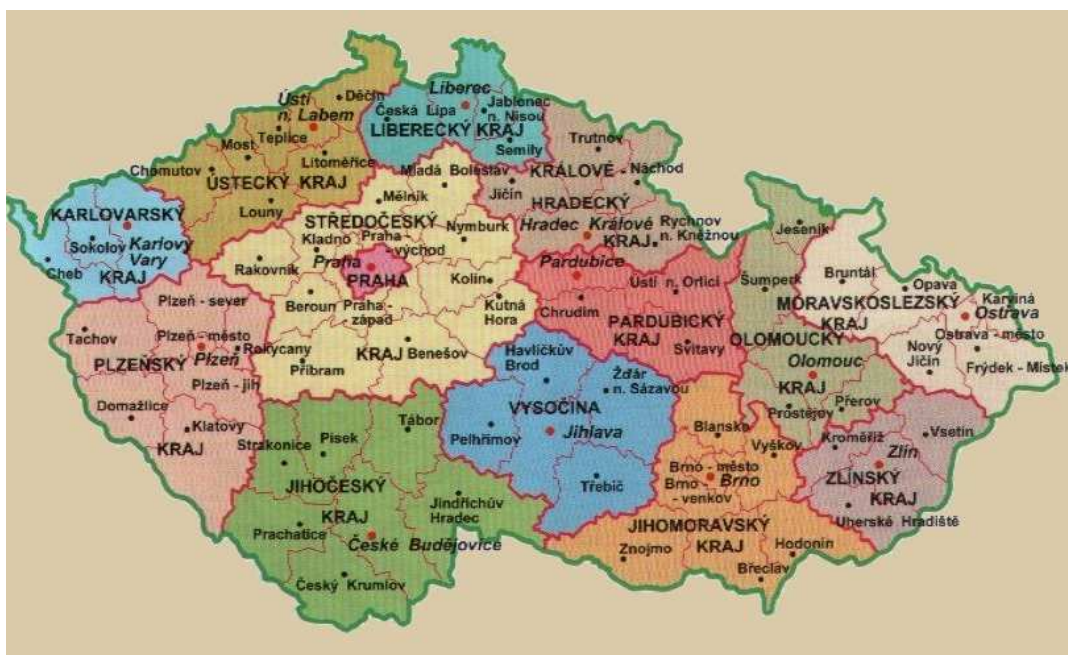 Ústí
n. Labem
Děčín
Teplice
Most
Chomutov
Litoměřice
ÚSTECKÝ KRAJ
Louny
Liberec
Česká Lípa
Jablonec
n. Nisou
LIBERECKÝ KRAJ
Semily
Trutnov
KRÁLOVÉ -
Náchod
Jičín
HRADECKÝ
Hradec Králové
KRAJ
Rychnov
n. Kněžnou
KARLOVARSKÝ
Sokolov
Karlovy
Vary
Cheb
KRAJ
Mladá Boleslav
Mělník
STŘEDOČESKÝ
Nymburk
Kladno
Praha -
východ
Rakovník
Praha
PRAHA
Kolín
Beroun
Praha -
západ
Kutná
Hora
KRAJ
Benešov
Příbram
Plzeň - sever
Tachov
Plzeň - město
Plzeň
Rokycany
PLZEŇSKÝ
Plzeň - jih
Domažlice
Klatovy
KRAJ
Pardubice
Ústí n. Orlicí
Chrudim
PARDUBICKÝ
KRAJ
Svitavy
Jeseník
Šumperk
OLOMOUCKÝ
Olomouc
KRAJ
Přerov
Prostějov
Bruntál
Opava
Karviná
MORAVSKOSLEZSKÝ
Ostrava
KRAJ
Ostrava - město
Nový
Jičín
Frýdek - Místek
Havlíčkův
Brod
Žďár
n. Sázavou
VYSOČINA
Pelhřimov
Jihlava
Třebíč
Tábor
Písek
Strakonice
JIHOČESKÝ
Jindřichův
Hradec
KRAJ
Prachatice
České Budějovice
Český Krumlov
Blansko
Vyškov
Brno - město
Brno
Brno
- venkov
JIHOMORAVSKÝ
KRAJ
Znojmo
Hodonín
Břeclav
Kroměříž
Vsetín
Zlín
ZLÍNSKÝ
KRAJ
Uherské Hradiště